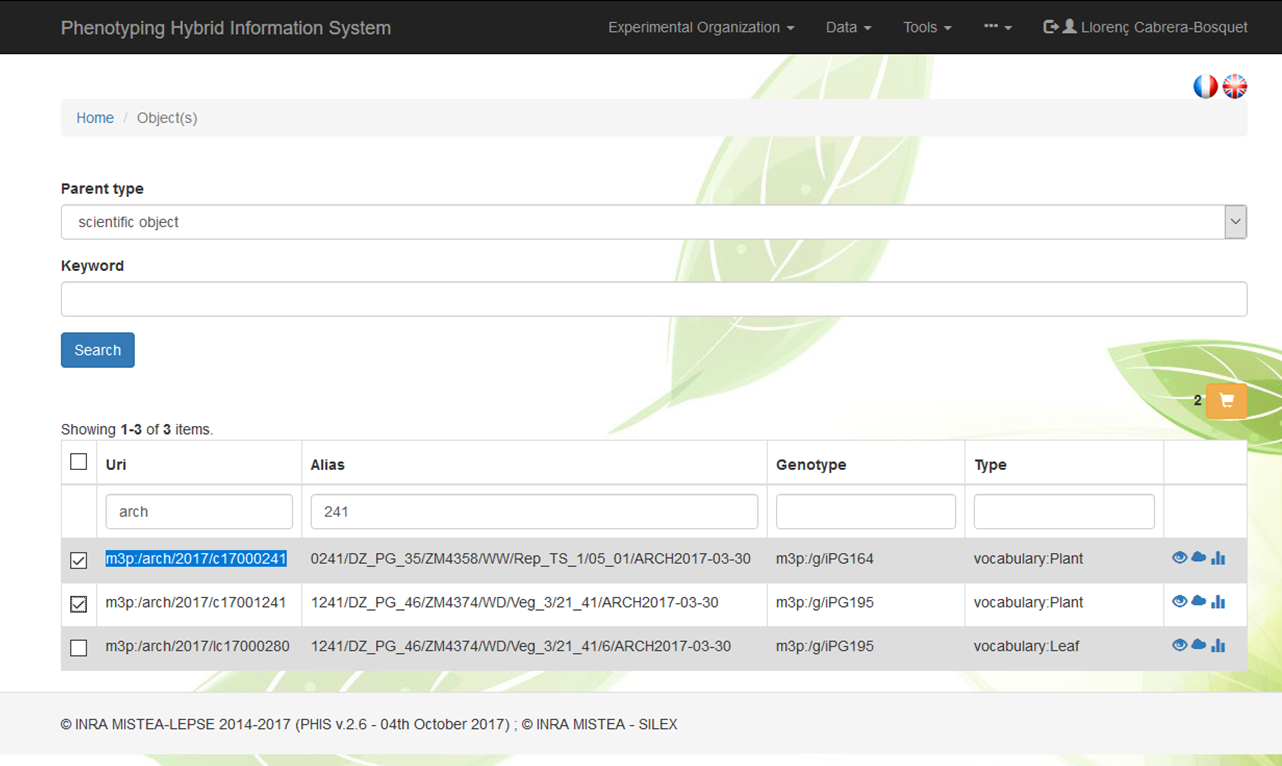 Phenotyping Hybrid Information System Experimental Organization Data Tools ••• Llorenç Cabrera-Bosquet
Home / Object(s)
Parent type
scientific object
Keyword
Search
2
Showing 1-3 of 3 items.
Uri Alias Genotype Type
arch 241
m3p:/arch/2017/c17000241 0241/DZ_PG_35/ZM4358/WW/Rep_TS_1/05_01/ARCH2017-03-30 m3p:/g/iPG164 vocabulary:Plant
m3p:/arch/2017/c17001241 1241/DZ_PG_46/ZM4374/WD/Veg_3/21_41/ARCH2017-03-30 m3p:/g/iPG195 vocabulary:Plant
m3p:/arch/2017/lc17000280 1241/DZ_PG_46/ZM4374/WD/Veg_3/21_41/6/ARCH2017-03-30 m3p:/g/iPG195 vocabulary:Leaf
© INRA MISTEA-LEPSE 2014-2017 (PHIS v.2.6 - 04th October 2017) ; © INRA MISTEA - SILEX